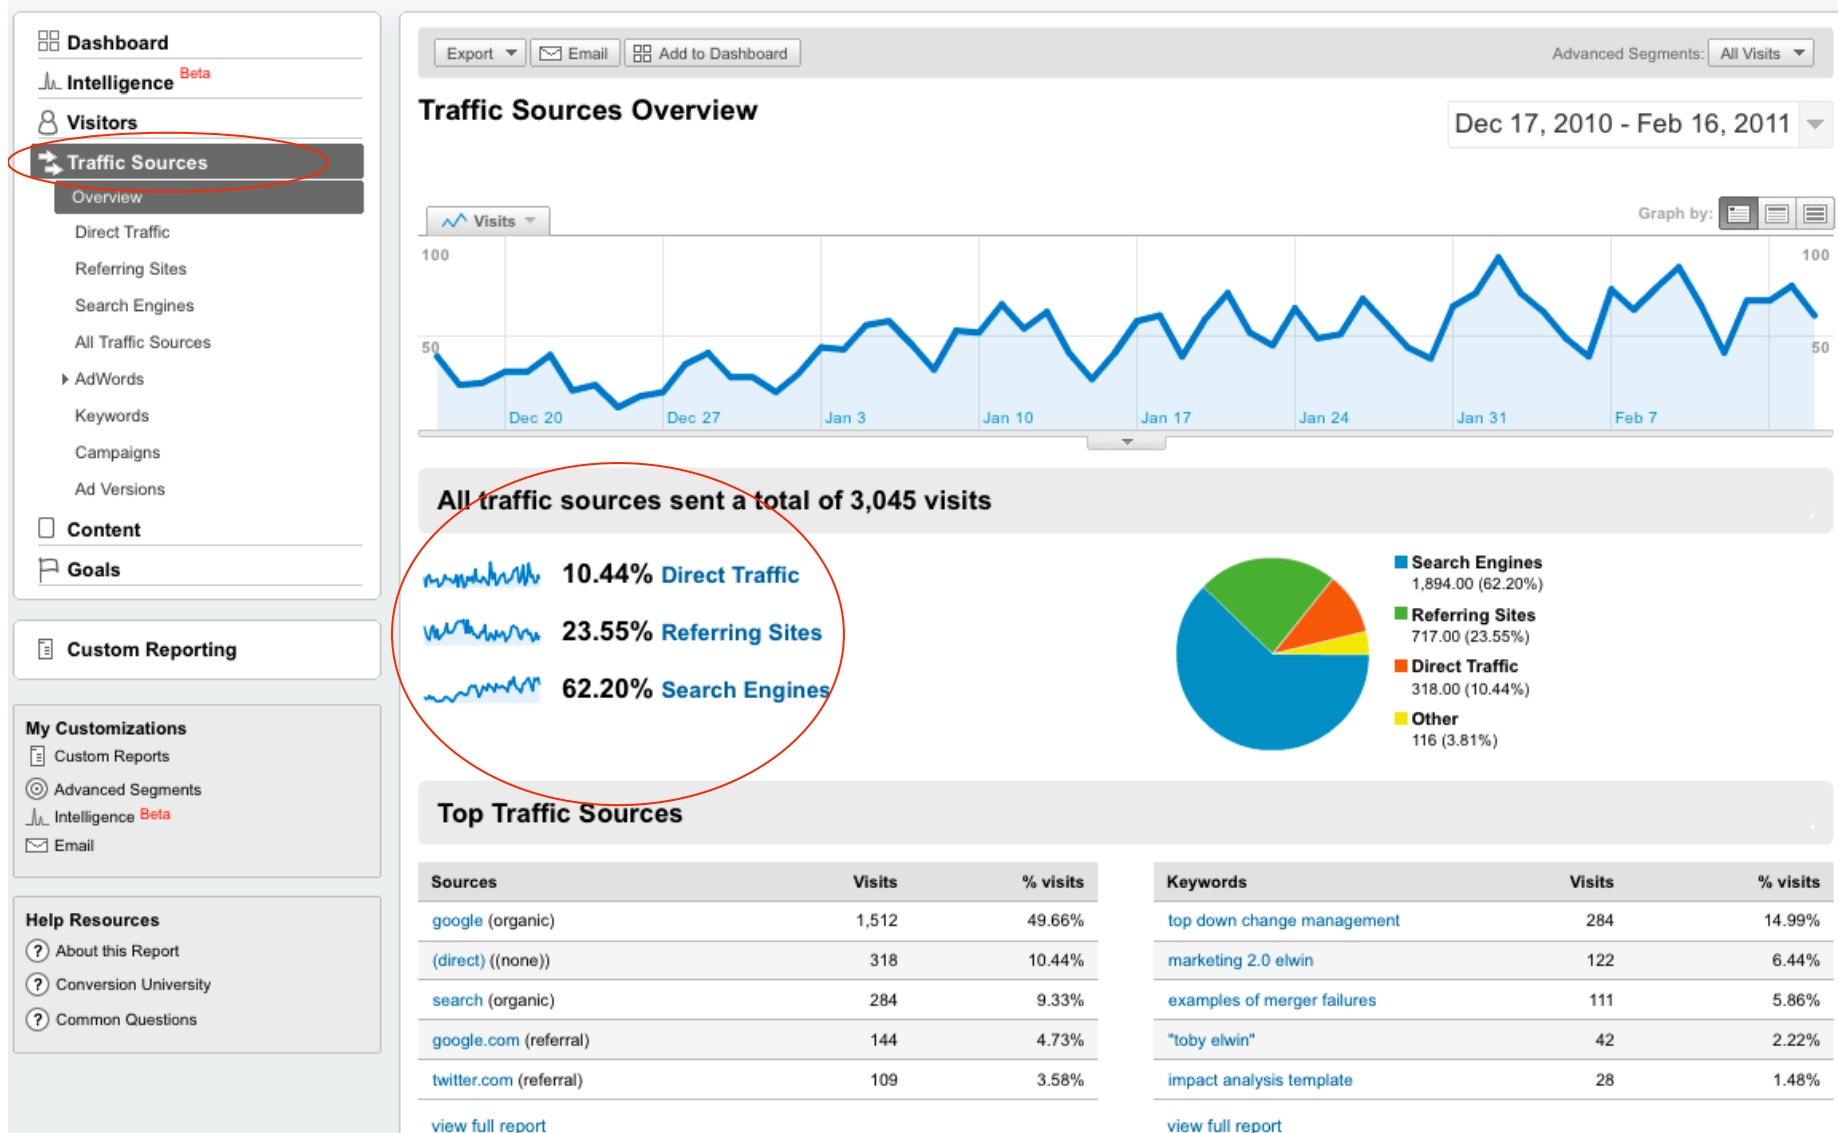 Dashboard
Intelligence Beta
Visitors
Traffic Sources
Overview
Direct Traffic
Referring Sites
Search Engines
All Traffic Sources
AdWords
Keywords
Campaigns
Ad Versions
Content
Goals
Custom Reporting
My Customizations
Custom Reports
Advanced Segments
Intelligence Beta
Email
Help Resources
? About this Report
? Conversion University
? Common Questions
Export Email Add to Dashboard Advanced Segments: All Visits
Traffic Sources Overview
Dec 17, 2010 - Feb 16, 2011
Visits Graph by:
100 100
50 50
Dec 20 Dec 27 Jan 3 Jan 10 Jan 17 Jan 24 Jan 31 Feb 7
All traffic sources sent a total of 3,045 visits
10.44% Direct Traffic
23.55% Referring Sites
62.20% Search Engines
Search Engines
1,894.00 (62.20%)
Referring Sites
717.00 (23.55%)
Direct Traffic
318.00 (10.44%)
Other
116 (3.81%)
Top Traffic Sources
Sources Visits % visits
google (organic) 1,512 49.66%
(direct) ((none)) 318 10.44%
search (organic) 284 9.33%
google.com (referral) 144 4.73%
twitter.com (referral) 109 3.58%
view full report
Keywords Visits % visits
top down change management 284 14.99%
marketing 2.0 elwin 122 6.44%
examples of merger failures 111 5.86%
"toby elwin" 42 2.22%
impact analysis template 28 1.48%
view full report